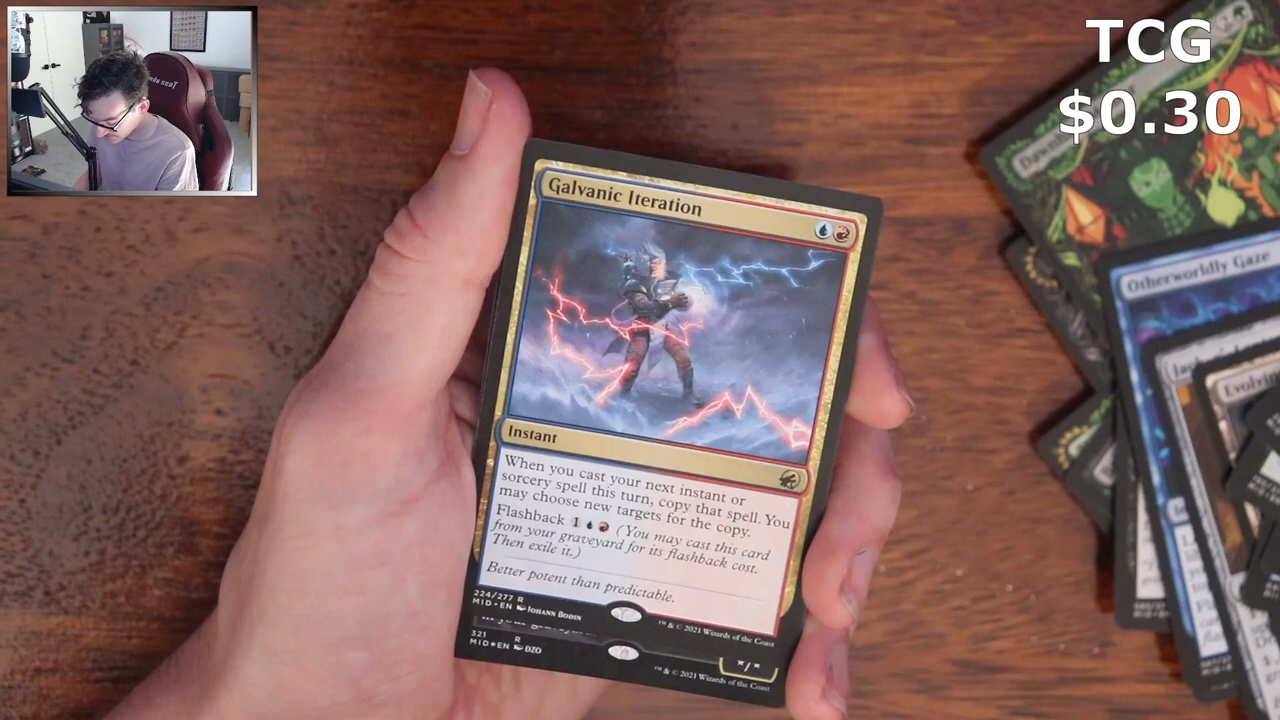 TCG
$0.30
Galvanic Iteration
Instant
When you cast your next instant or
sorcery spell this turn, copy that spell. You
may choose new targets for the copy.
Flashback 1 (You may cast this card
from your graveyard for its flashback cost.
Then exile it.)
Better potent than predictable.
224/277 R
MID • EN JOHANN BODIN
™ & © 2021 Wizards of the Coast
321 R
MID★EN DZO
*/*
™ & © 2021 Wizards of the Coast
Otherworldly Gaze